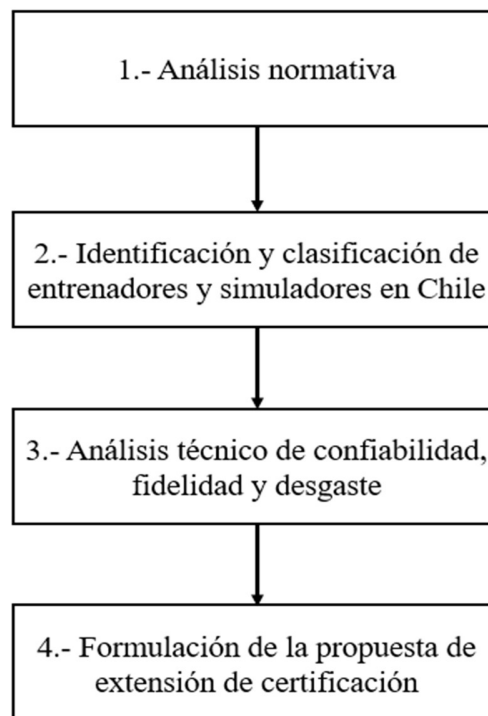 1.- Análisis normativa
2.- Identificación y clasificación de
entrenadores y simuladores en Chile
3.- Análisis técnico de confiabilidad,
fidelidad y desgaste
4.- Formulación de la propuesta de
extensión de certificación